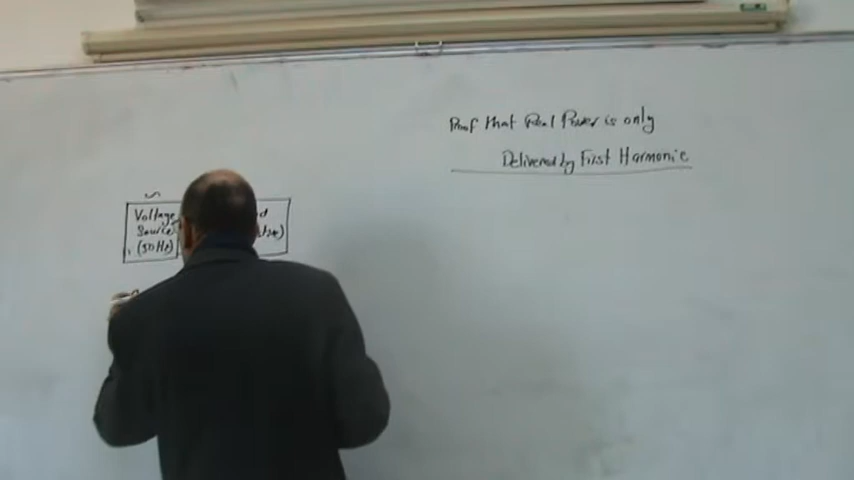 Proof that Real Power is only
Delivered by First Harmonic
Voltage
Source
(50Hz)